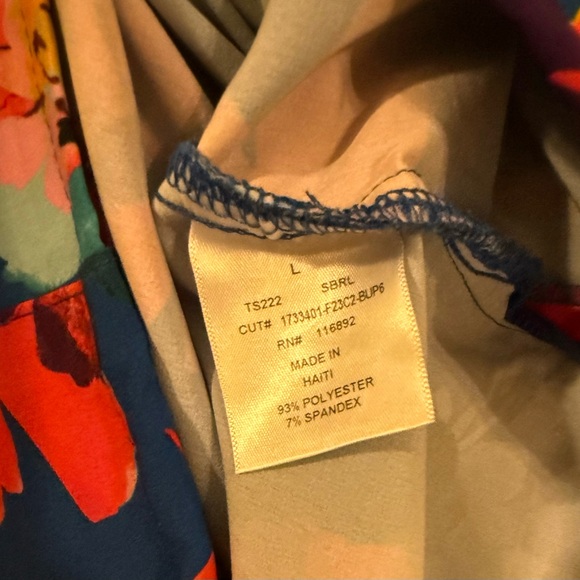 L
TS222 SBRL
CUT# 1733401-F23C2-BLIP6
RN# 116892
MADE IN
HAITI
93% POLYESTER
7% SPANDEX